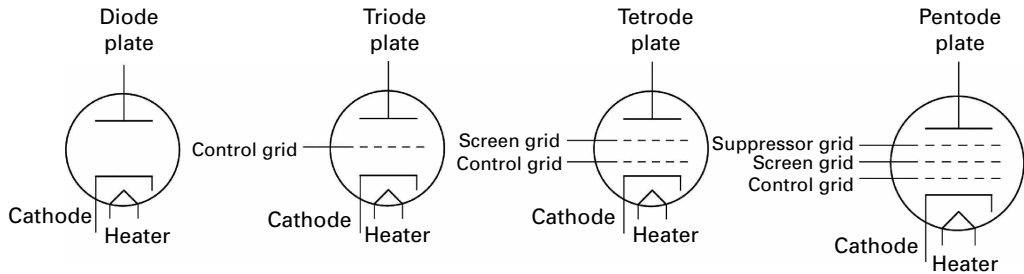 Diode
plate
Triode
plate
Tetrode
plate
Pentode
plate
Control grid
Screen grid
Control grid
Suppressor grid
Screen grid
Control grid
Cathode
Heater
Cathode
Heater
Cathode
Heater
Cathode
Heater